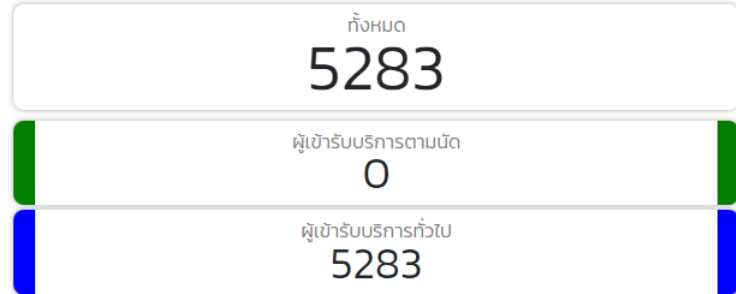 ทั้งหมด
5283
ผู้เข้ารับบริการตามนัด
0
ผู้เข้ารับบริการทั่วไป
5283